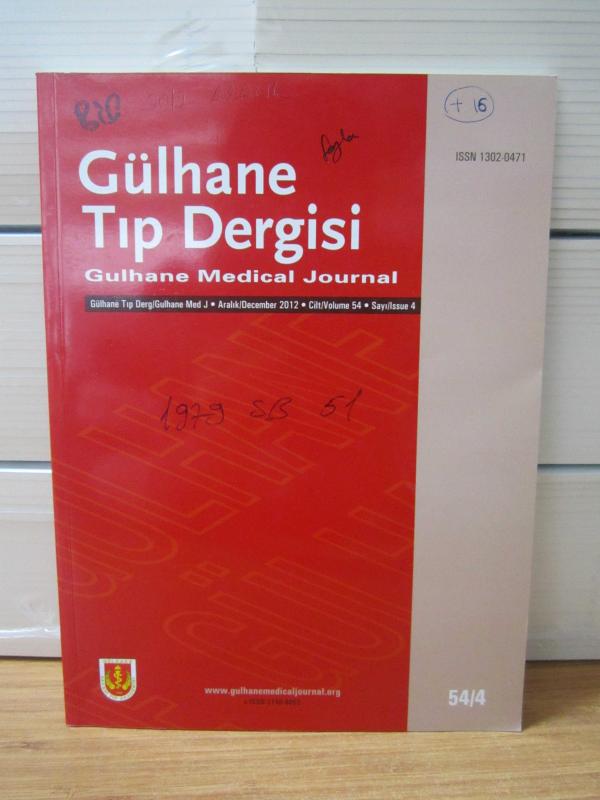 + 16
ISSN 1302-0471
Gülhane
Tıp Dergisi
Gulhane Medical Journal
Gülhane Tıp Derg/Gulhane Med J • Aralık/December 2012 • Cilt/Volume 54 • Sayı/Issue 4
1979 SB 51
GÜLHANE
www.gulhanemedicaljournal.org
54/4